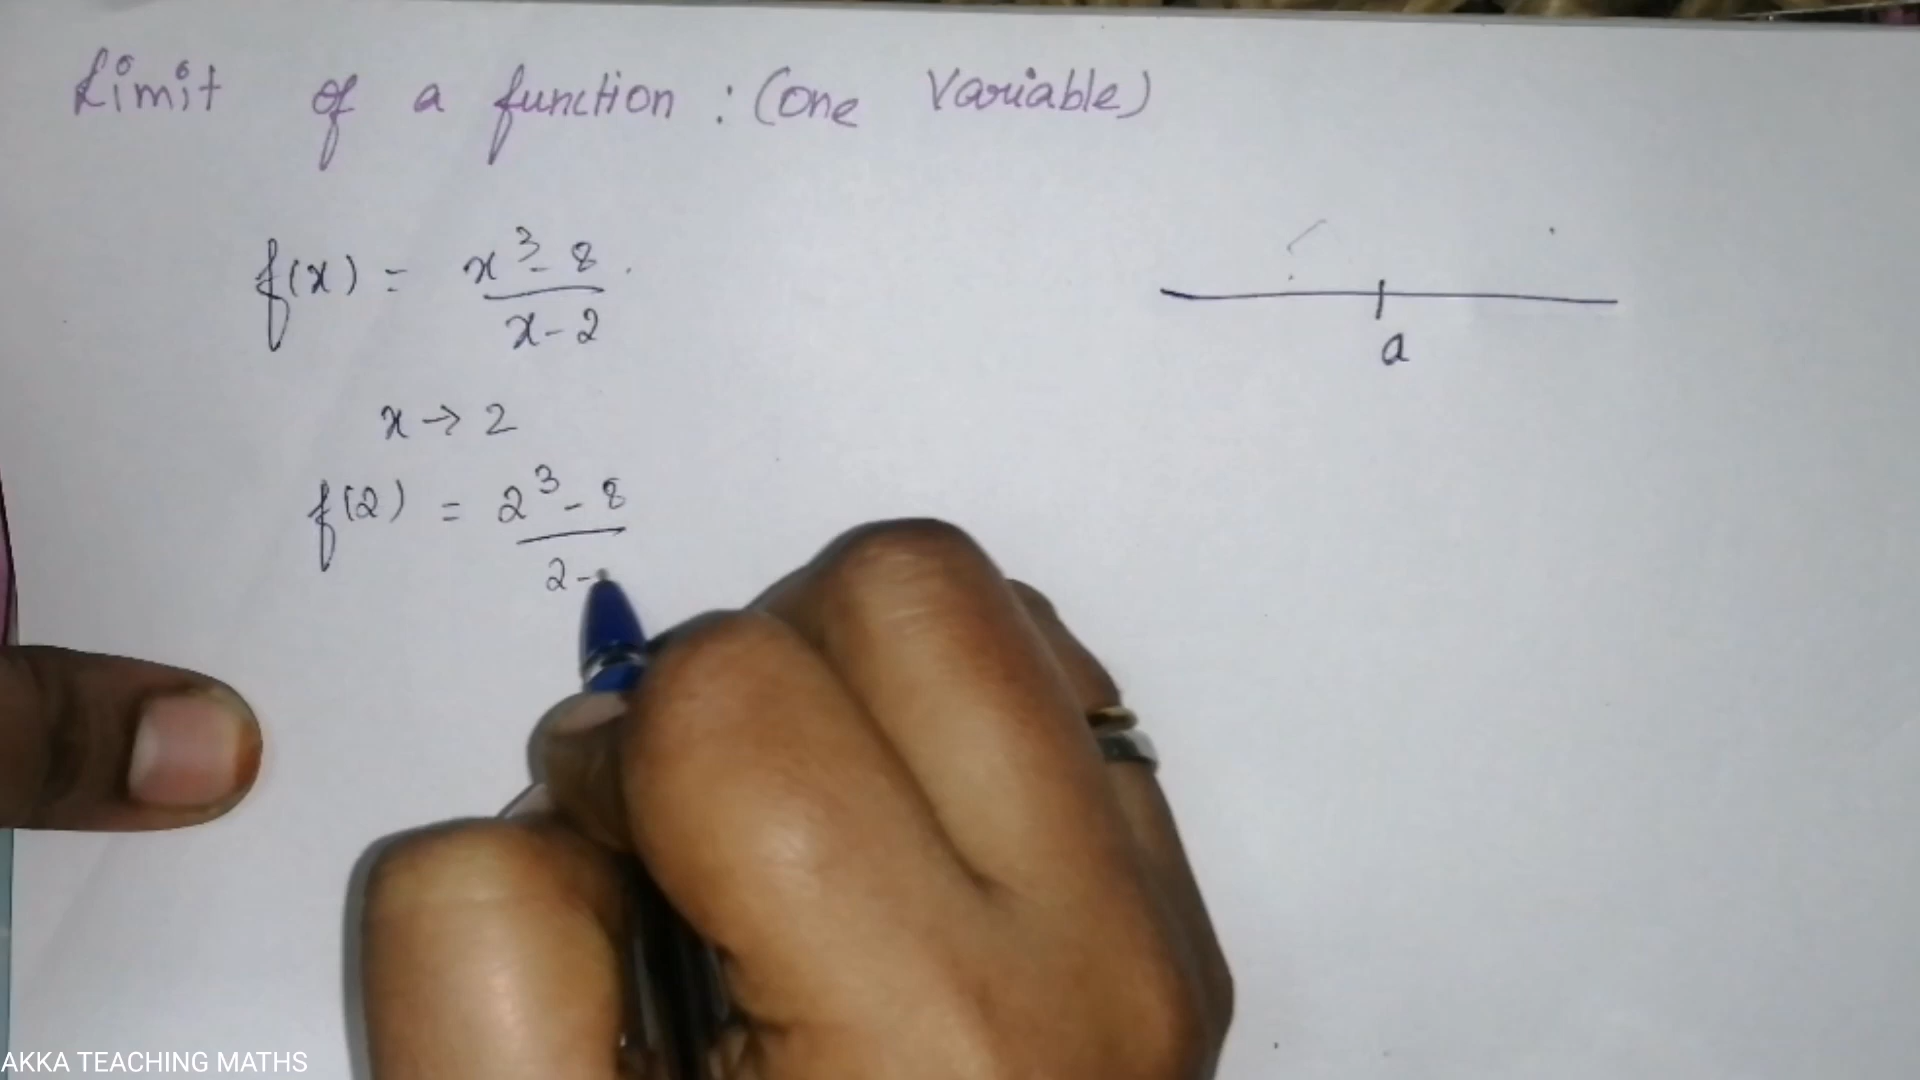 Limit of a function : (one Variable)
f(x) = x³ - 8 / x - 2
a
x → 2
f(2) = 2³ - 8 / 2 -
AKKA TEACHING MATHS